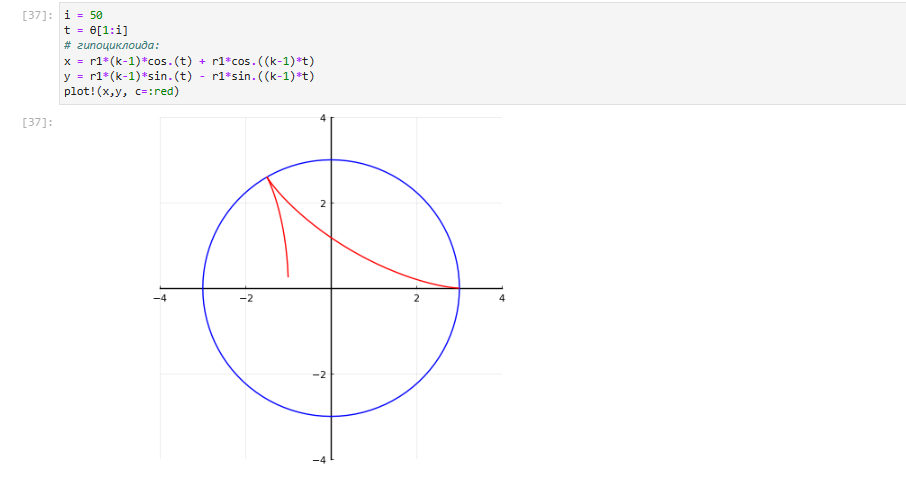 [37]:
i = 50
t = θ[1:i]
# гипоциклоида:
x = r1*(k-1)*cos.(t) + r1*cos.((k-1)*t)
y = r1*(k-1)*sin.(t) - r1*sin.((k-1)*t)
plot!(x,y, c=:red)
[37]:
4
2
−4 −2 2 4
−2
−4